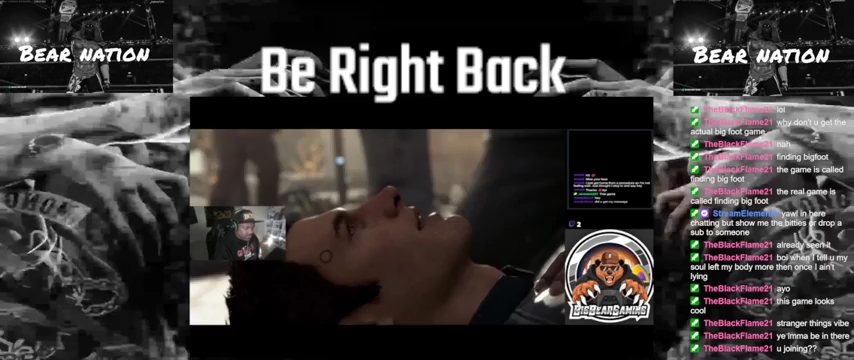 BEAR NATION
Be Right Back
BEAR NATION
2
BIGBEARGAMING
TheBlackFlame21 lol
TheBlackFlame21 why don't u get the
actual big foot game
TheBlackFlame21 nah
TheBlackFlame21 finding bigfoot
TheBlackFlame21 the game is called
finding big foot
TheBlackFlame21 the real game is
called finding big foot
StreamElements yawl in here
chatting but show me the bitties or drop a
sub to someone
TheBlackFlame21 already seen it
TheBlackFlame21 boi when I tell u my
soul left my body more then once I ain't
lying
TheBlackFlame21 ayo
TheBlackFlame21 this game looks
cool
TheBlackFlame21 stranger things vibe
TheBlackFlame21 ye imma be in there
TheBlackFlame21 u joining??